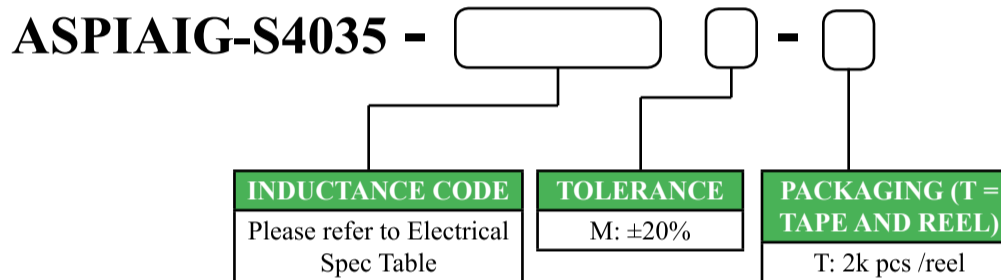 ASPIAIG-S4035 - -
INDUCTANCE CODE
Please refer to Electrical
Spec Table
TOLERANCE
M: ±20%
PACKAGING (T =
TAPE AND REEL)
T: 2k pcs /reel